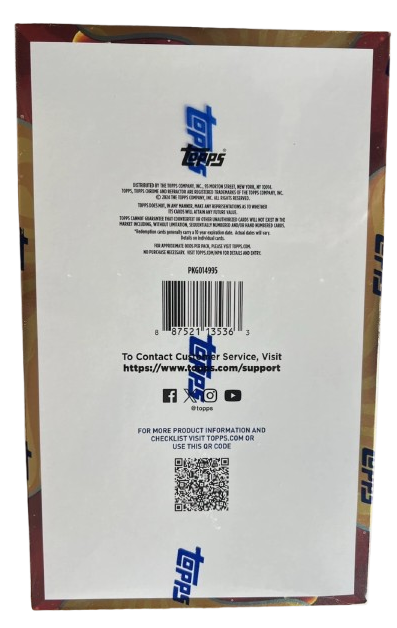 topps
Topps®
DISTRIBUTED BY THE TOPPS COMPANY, INC., 95 MORTON STREET, NEW YORK, NY 10014.
TOPPS, TOPPS CHROME AND REFRACTOR ARE REGISTERED TRADEMARKS OF THE TOPPS COMPANY, INC.
© 2024 THE TOPPS COMPANY, INC. ALL RIGHTS RESERVED.
TOPPS DOES NOT, IN ANY MANNER, MAKE ANY REPRESENTATIONS AS TO WHETHER
ITS CARDS WILL ATTAIN ANY FUTURE VALUE.
TOPPS CANNOT GUARANTEE THAT COUNTERFEIT OR OTHER UNAUTHORIZED CARDS WILL NOT EXIST IN THE
MARKET INCLUDING, WITHOUT LIMITATION, SEQUENTIALLY NUMBERED AND/OR HAND NUMBERED CARDS.
*Redemption cards generally carry a expiration date. Actual dates will vary.
Details on individual cards.
FOR APPROXIMATE ODDS PER PACK, PLEASE VISIT TOPPS.COM.
NO PURCHASE NECESSARY. VISIT TOPPS.COM/NPN FOR DETAILS AND ENTRY.
PKG014995
8 87521 13536 3
To Contact Customer Service, Visit
https://www.topps.com/support
topps
@topps
FOR MORE PRODUCT INFORMATION AND
CHECKLIST VISIT TOPPS.COM OR
USE THIS QR CODE
topps
topps
topps